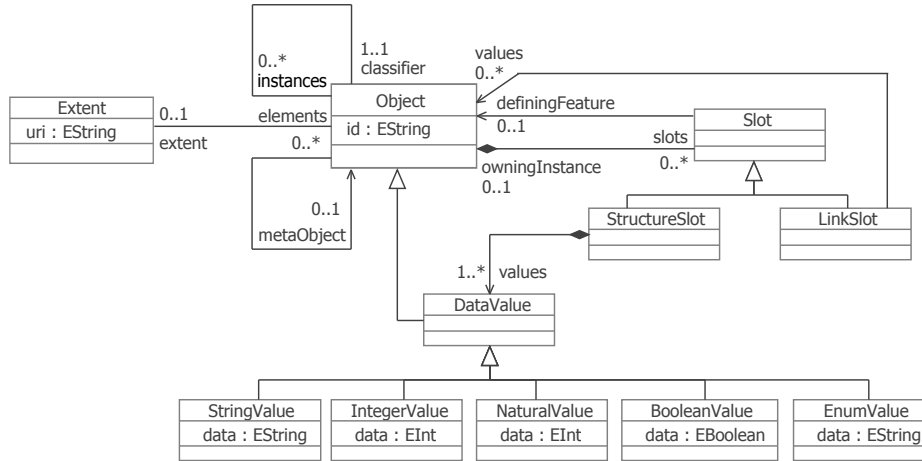 0..*
instances
1..1
classifier
values
0..*
Extent
uri : EString
0..1
extent
elements
0..*
Object
id : EString
definingFeature
0..1
slots
0..*
owningInstance
0..1
Slot
0..1
metaObject
StructureSlot
LinkSlot
1..* values
DataValue
StringValue
data : EString
IntegerValue
data : EInt
NaturalValue
data : EInt
BooleanValue
data : EBoolean
EnumValue
data : EString